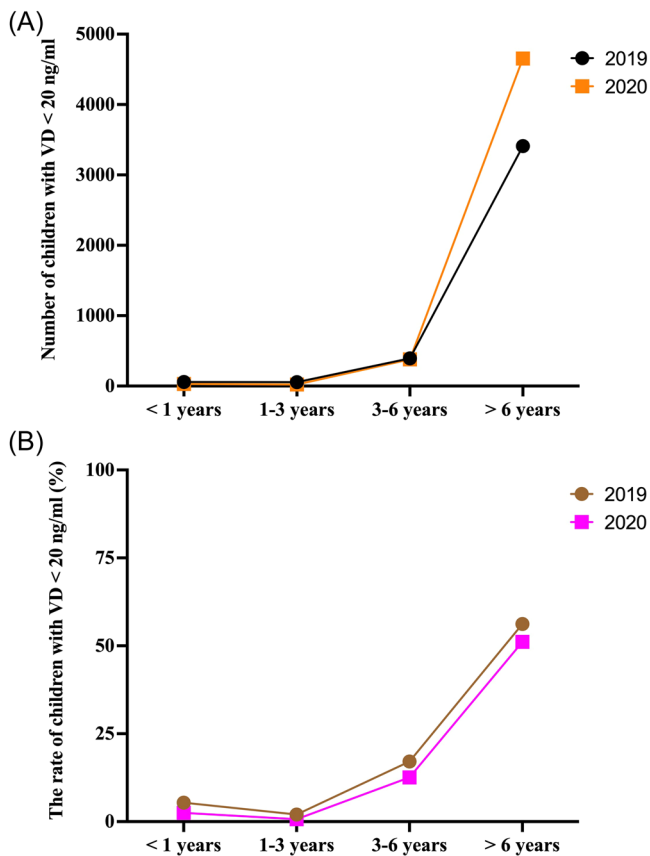 (A)
Number of children with VD < 20 ng/ml
5000
4000
3000
2000
1000
0
< 1 years
1-3 years
3-6 years
> 6 years
2019
2020
(B)
The rate of children with VD < 20 ng/ml (%)
100
75
50
25
0
< 1 years
1-3 years
3-6 years
> 6 years
2019
2020